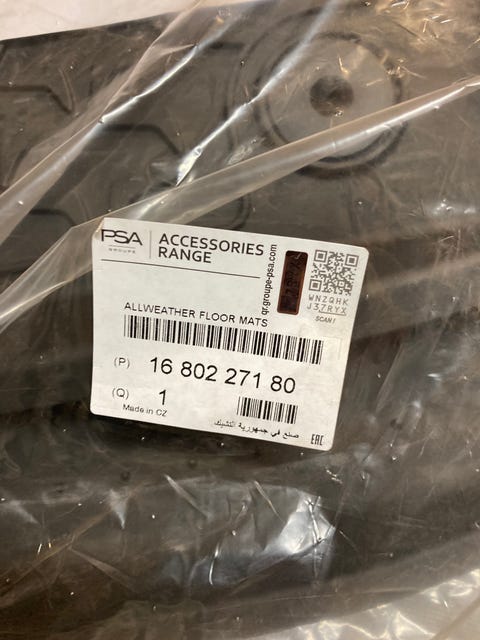 PSA
GROUPE
ACCESSORIES
RANGE
qr.groupe-psa.com
WNZQHK
J37RYX
SCAN !
ALLWEATHER FLOOR MATS
(P) 16 802 271 80
(Q) 1
Made in CZ
صنع في جمهورية التشيك
EAC